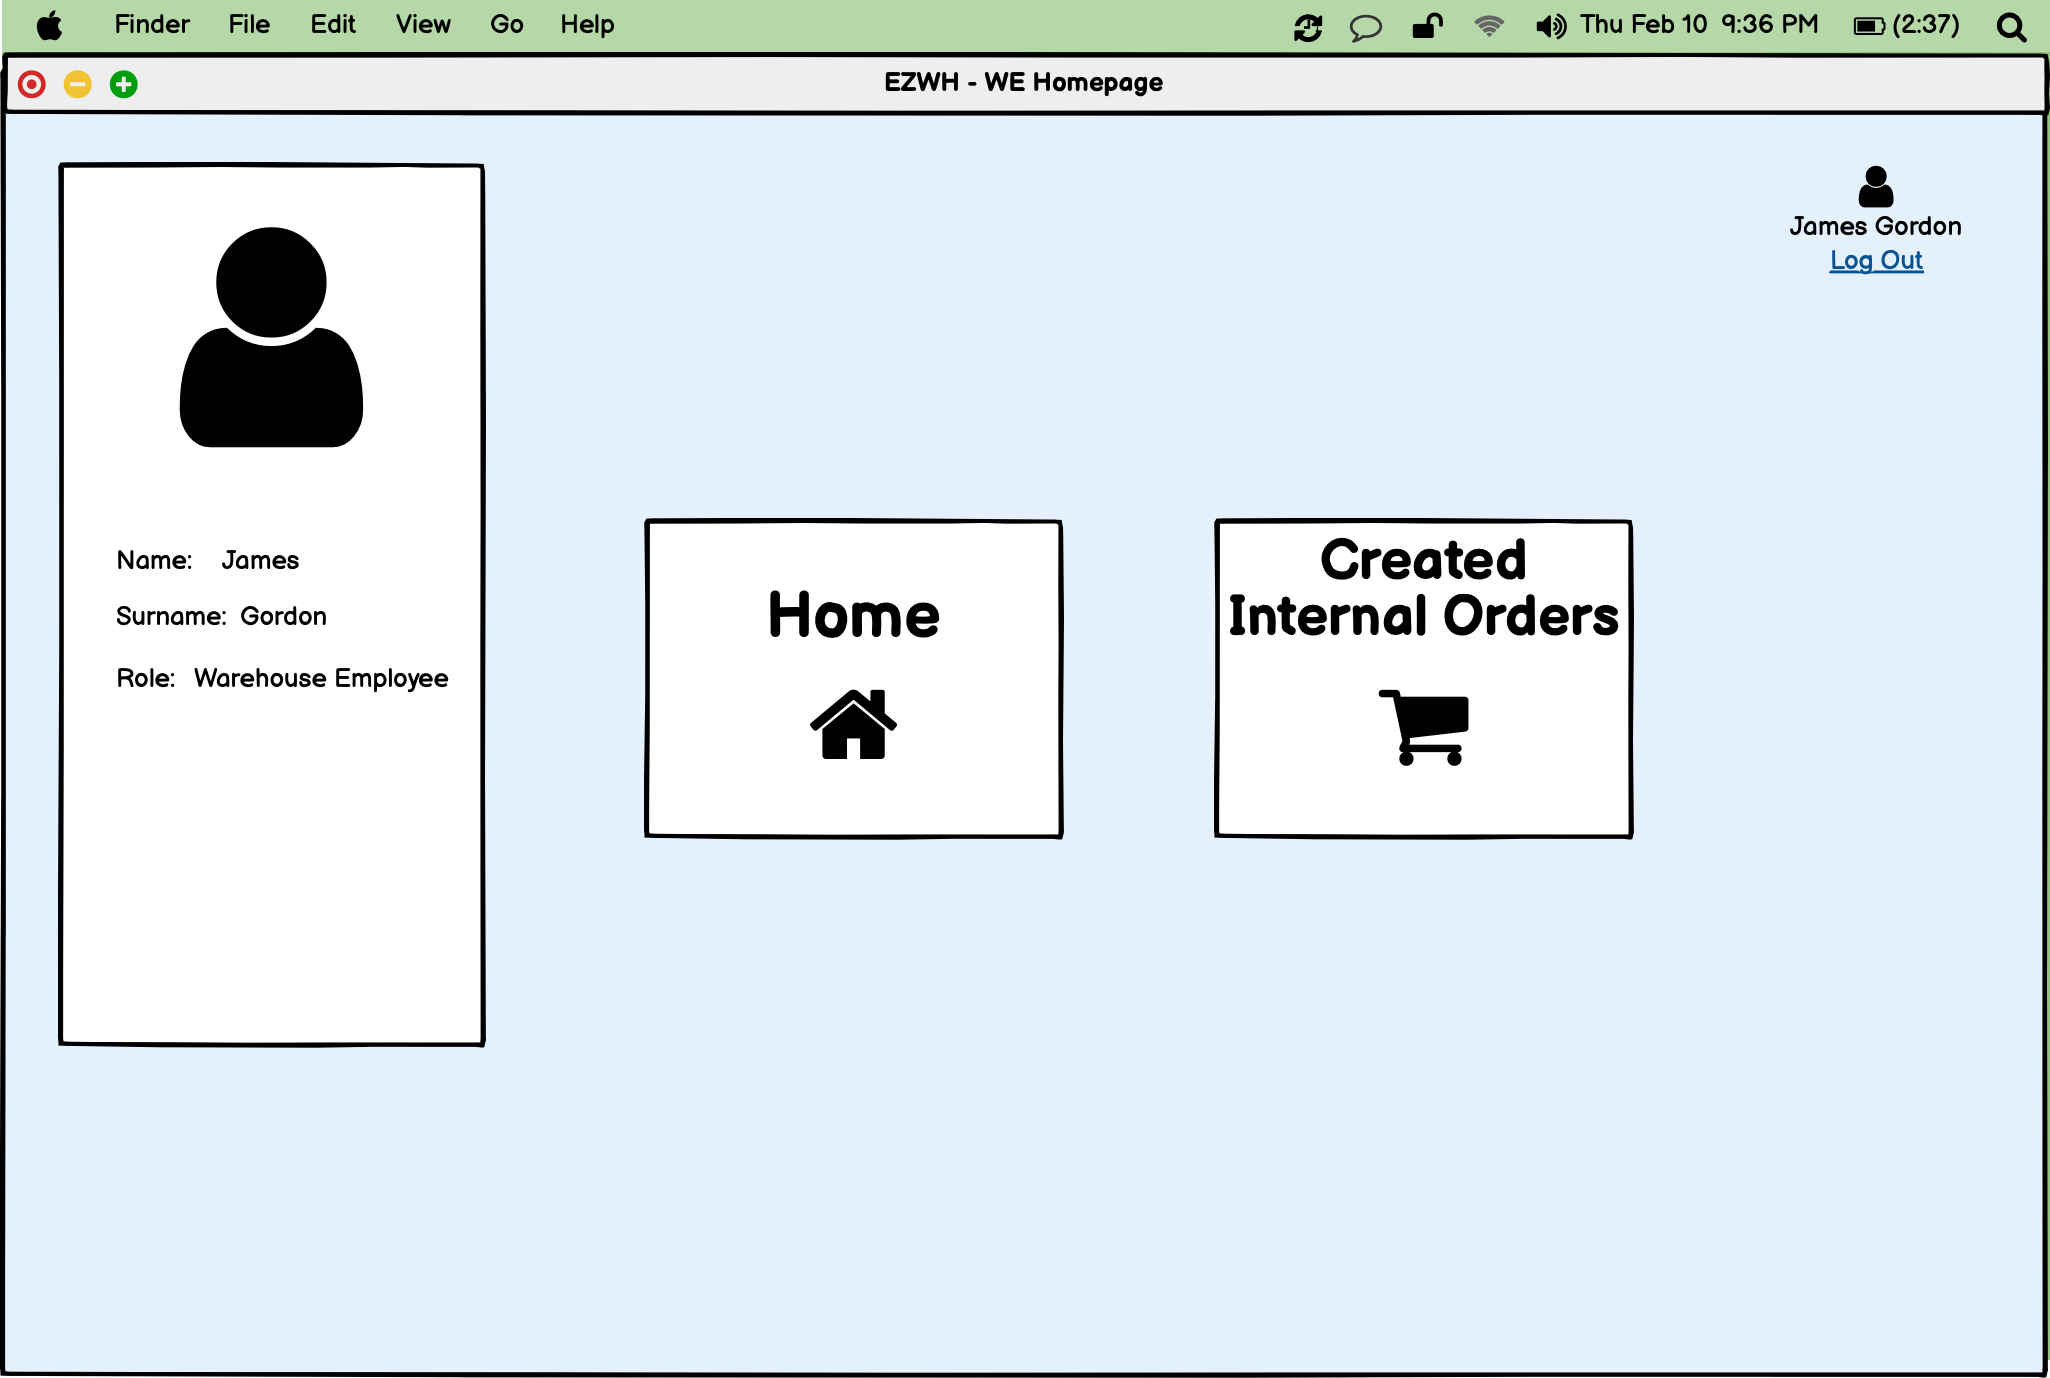 Finder File Edit View Go Help Thu Feb 10 9:36 PM (2:37)
EZWH - WE Homepage
James Gordon
Log Out
Name: James
Surname: Gordon
Role: Warehouse Employee
Home
Created
Internal Orders